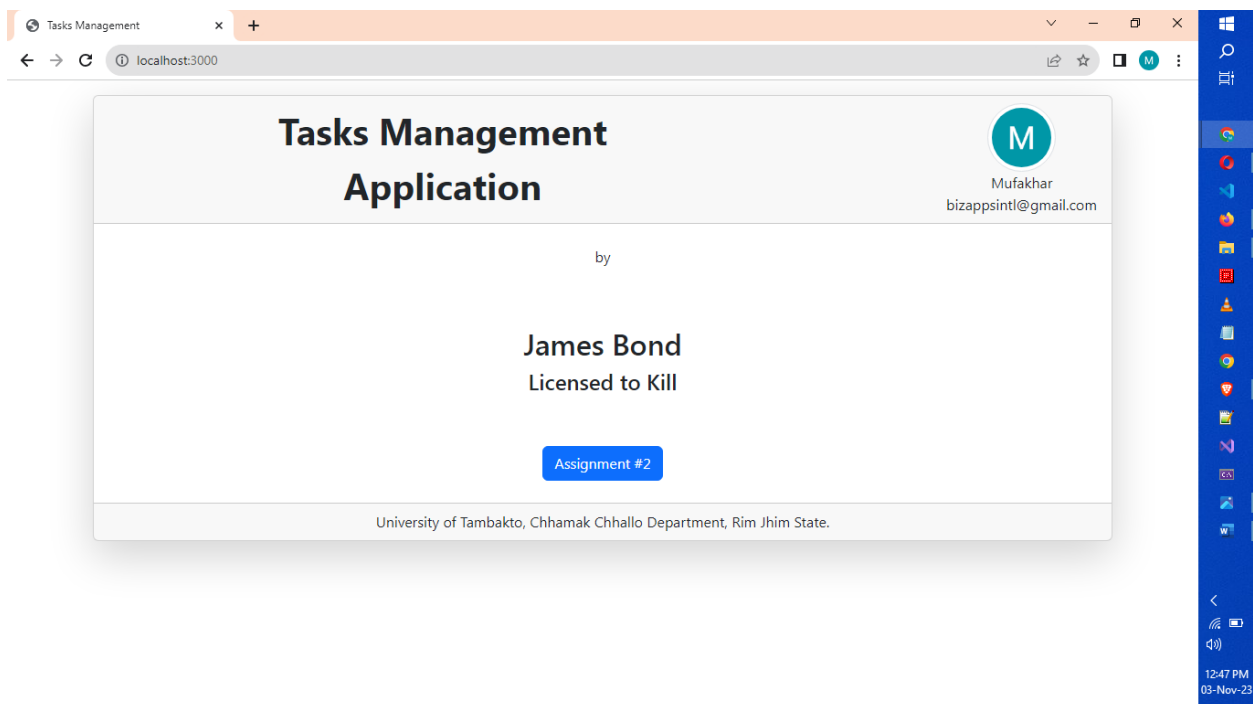 Tasks Management
localhost:3000
M
Tasks Management
Application
M
Mufakhar
bizappsintl@gmail.com
by
James Bond
Licensed to Kill
Assignment #2
University of Tambakto, Chhamak Chhallo Department, Rim Jhim State.
12:47 PM
03-Nov-23